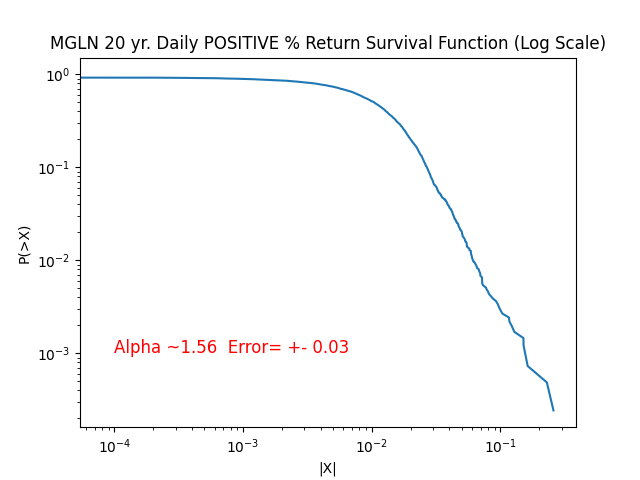 MGLN 20 yr. Daily POSITIVE % Return Survival Function (Log Scale)
10⁰
10⁻¹
10⁻²
10⁻³
P(>X)
Alpha ~1.56  Error= +- 0.03
10⁻⁴ 10⁻³ 10⁻² 10⁻¹
|X|